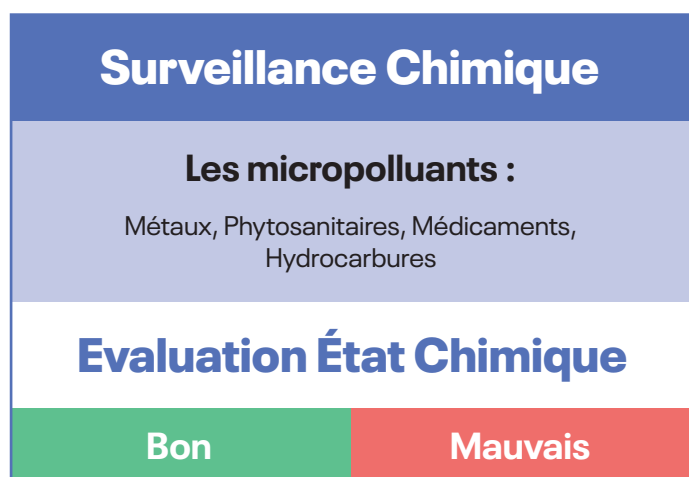 Surveillance Chimique
Les micropolluants :
Métaux, Phytosanitaires, Médicaments,
Hydrocarbures
Evaluation État Chimique
Bon
Mauvais